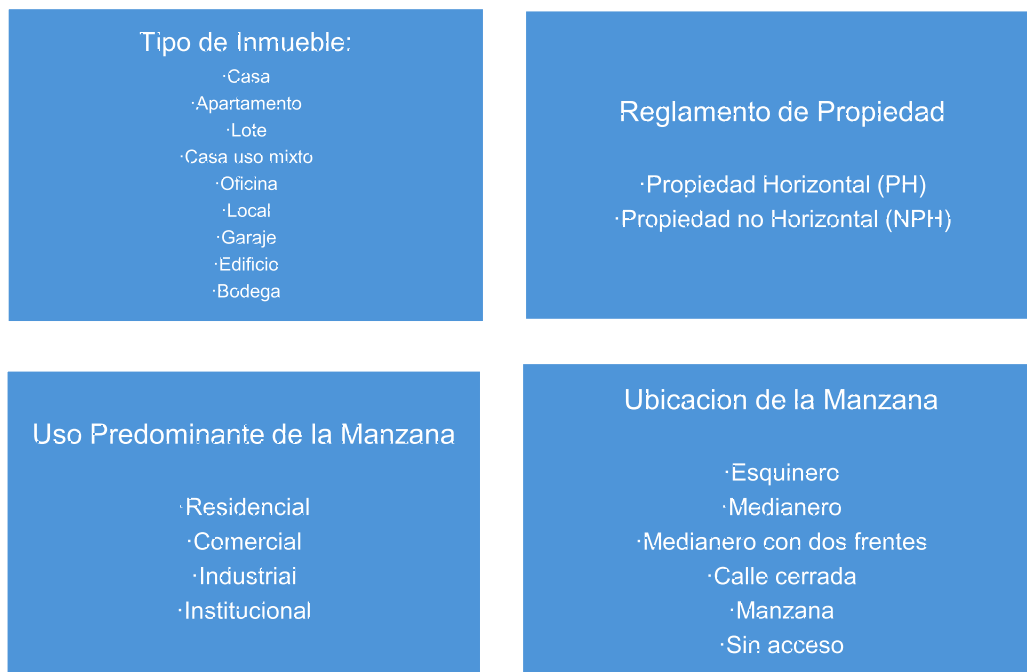 Tipo de Inmueble:
·Casa
·Apartamento
·Lote
·Casa uso mixto
·Oficina
·Local
·Garaje
·Edificio
·Bodega
Reglamento de Propiedad
·Propiedad Horizontal (PH)
·Propiedad no Horizontal (NPH)
Uso Predominante de la Manzana
·Residencial
·Comercial
·Industrial
·Institucional
Ubicacion de la Manzana
·Esquinero
·Medianero
·Medianero con dos frentes
·Calle cerrada
·Manzana
·Sin acceso